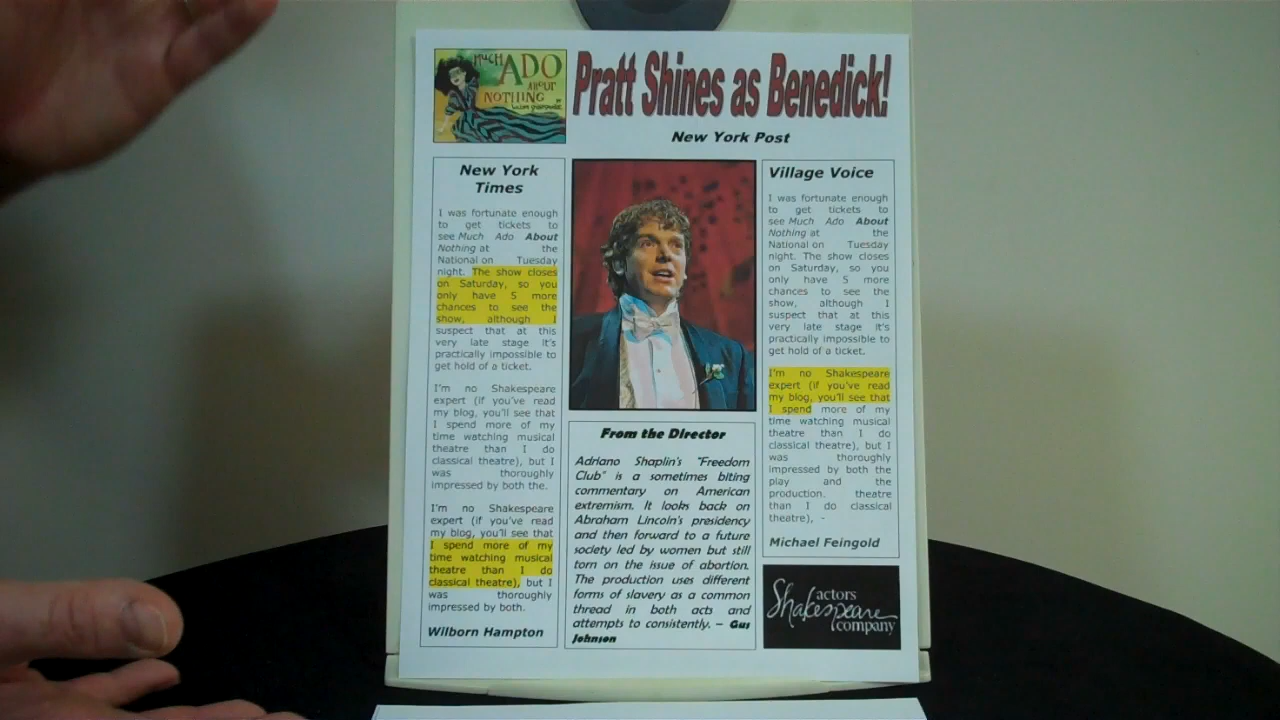 MUCH ADO
ABOUT
NOTHING
Pratt Shines as Benedick!
New York Post
New York
Times
I was fortunate enough
to get tickets to
see Much Ado About
Nothing at the
National on Tuesday
night. The show closes
on Saturday, so you
only have 5 more
chances to see the
show, although I
suspect that at this
very late stage it's
practically impossible to
get hold of a ticket.
I'm no Shakespeare
expert (if you've read
my blog, you'll see that
I spend more of my
time watching musical
theatre than I do
classical theatre), but I
was thoroughly
impressed by both the.
I'm no Shakespeare
expert (if you've read
my blog, you'll see that
I spend more of my
time watching musical
theatre than I do
classical theatre), but I
was thoroughly
impressed by both.
Wilborn Hampton
From the Director
Adriano Shaplin's "Freedom
Club" is a sometimes biting
commentary on American
extremism. It looks back on
Abraham Lincoln's presidency
and then forward to a future
society led by women but still
torn on the issue of abortion.
The production uses different
forms of slavery as a common
thread in both acts and
attempts to consistently. – Gus
Johnson
Village Voice
I was fortunate enough
to get tickets to
see Much Ado About
Nothing at the
National on Tuesday
night. The show closes
on Saturday, so you
only have 5 more
chances to see the
show, although I
suspect that at this
very late stage it's
practically impossible to
get hold of a ticket.
I'm no Shakespeare
expert (if you've read
my blog, you'll see that
I spend more of my
time watching musical
theatre than I do
classical theatre), but I
was thoroughly
impressed by both the
play and the
production. theatre
than I do classical
theatre), -
Michael Feingold
actors
Shakespeare
company